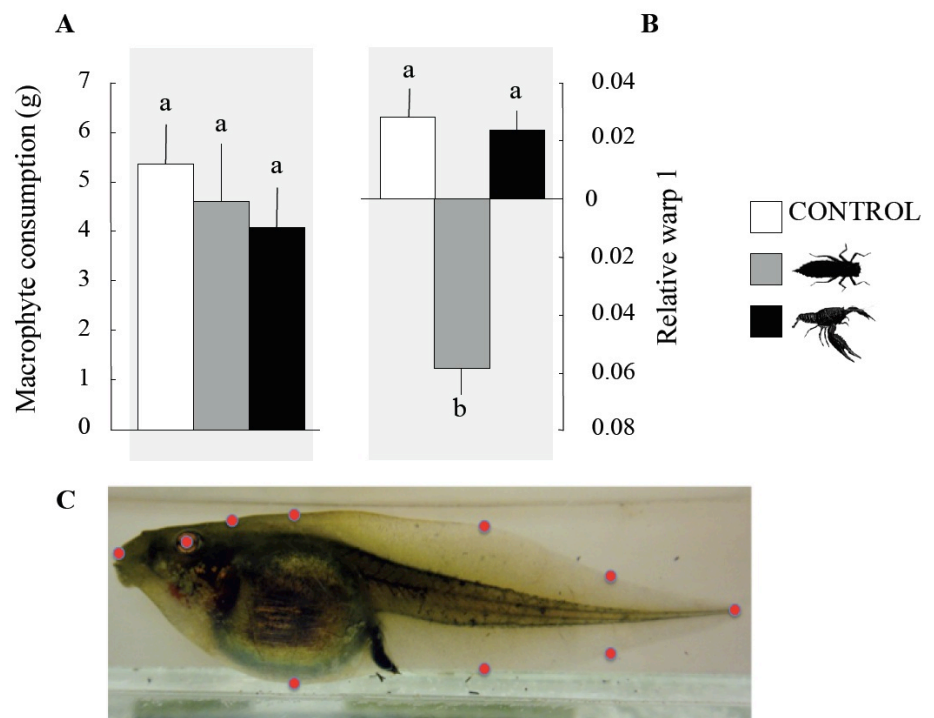 A
Macrophyte consumption (g)
7
6
5
4
3
2
1
0
a
a
a
B
a
a
b
0.04
0.02
0
0.02
0.04
0.06
0.08
Relative warp 1
CONTROL
C